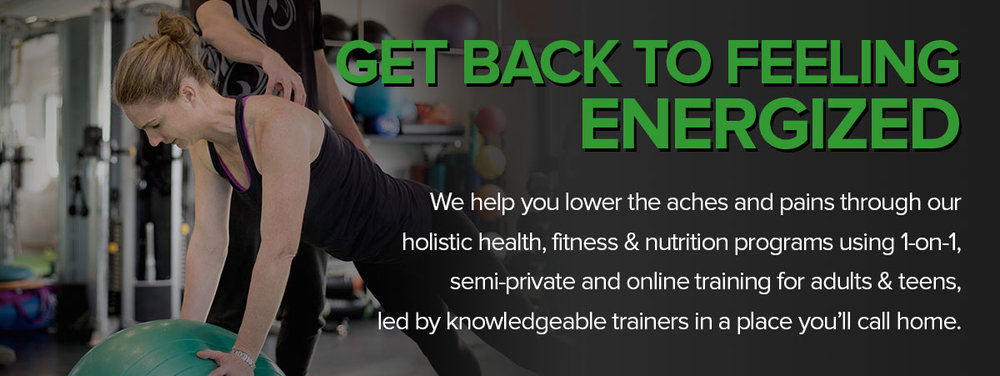 GET BACK TO FEELING
ENERGIZED
We help you lower the aches and pains through our
holistic health, fitness & nutrition programs using 1-on-1,
semi-private and online training for adults & teens,
led by knowledgeable trainers in a place you’ll call home.